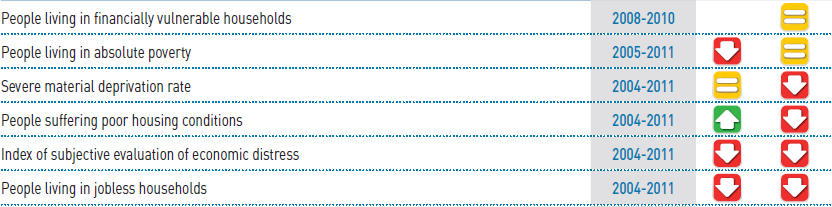 People living in financially vulnerable households 2008-2010
People living in absolute poverty 2005-2011
Severe material deprivation rate 2004-2011
People suffering poor housing conditions 2004-2011
Index of subjective evaluation of economic distress 2004-2011
People living in jobless households 2004-2011